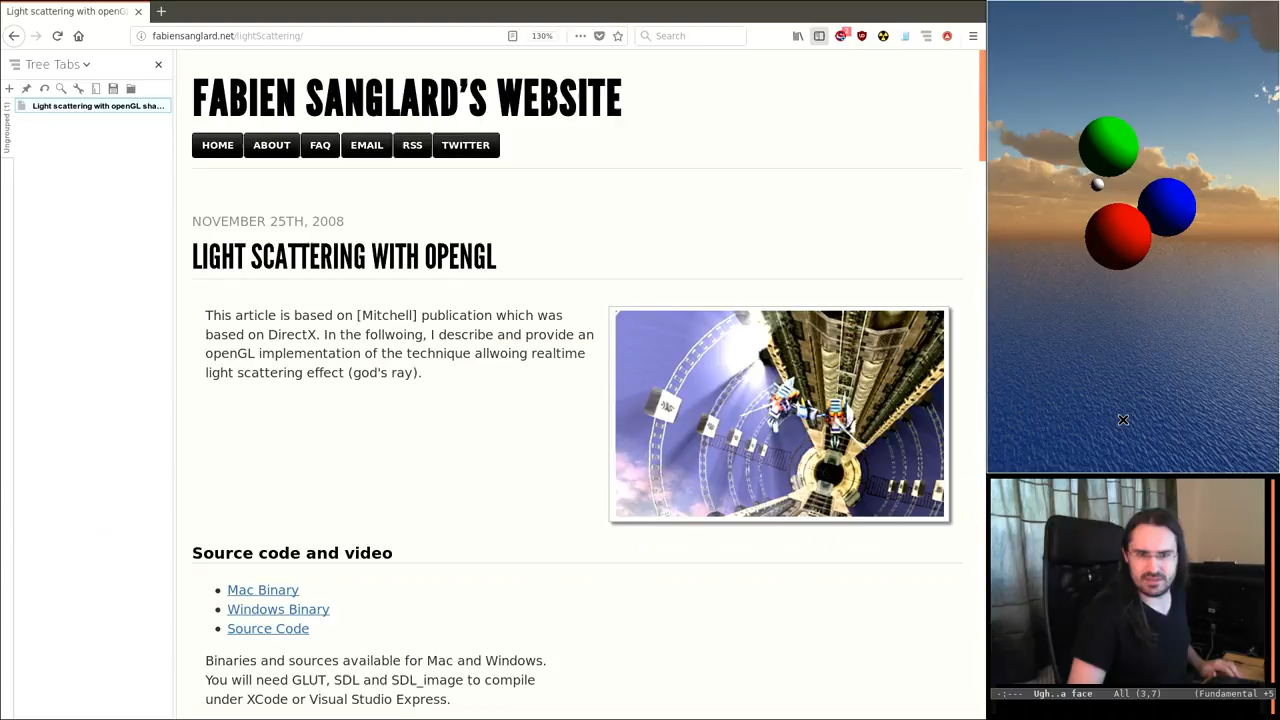 Light scattering with openG
fabiensanglard.net/lightScattering/
130%
Search
Tree Tabs
Light scattering with openGL sha...
Ungrouped (1)
FABIEN SANGLARD'S WEBSITE
HOME
ABOUT
FAQ
EMAIL
RSS
TWITTER
NOVEMBER 25TH, 2008
LIGHT SCATTERING WITH OPENGL
This article is based on [Mitchell] publication which was
based on DirectX. In the follwoing, I describe and provide an
openGL implementation of the technique allwoing realtime
light scattering effect (god's ray).
Source code and video
Mac Binary
Windows Binary
Source Code
Binaries and sources available for Mac and Windows.
You will need GLUT, SDL and SDL_image to compile
under XCode or Visual Studio Express.
-:--- Ugh..a face All (3,7) (Fundamental +5